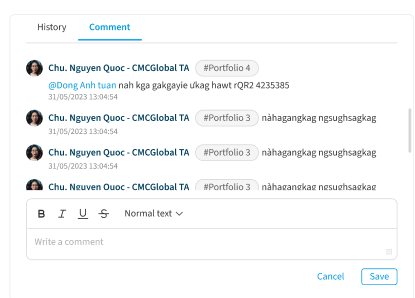 History Comment
Chu. Nguyen Quoc - CMCGlobal TA #Portfolio 4
@Dong Anh tuan nah kga gakgayie ưkag hawt rQR2 4235385
31/05/2023 13:04:54
Chu. Nguyen Quoc - CMCGlobal TA #Portfolio 3 nàhagangkag ngsughsagkag
31/05/2023 13:04:54
Chu. Nguyen Quoc - CMCGlobal TA #Portfolio 3 nàhagangkag ngsughsagkag
31/05/2023 13:04:54
Chu. Nguyen Quoc - CMCGlobal TA #Portfolio 3 nàhagangkag ngsughsagkag
B I U S Normal text
Write a comment
Cancel Save